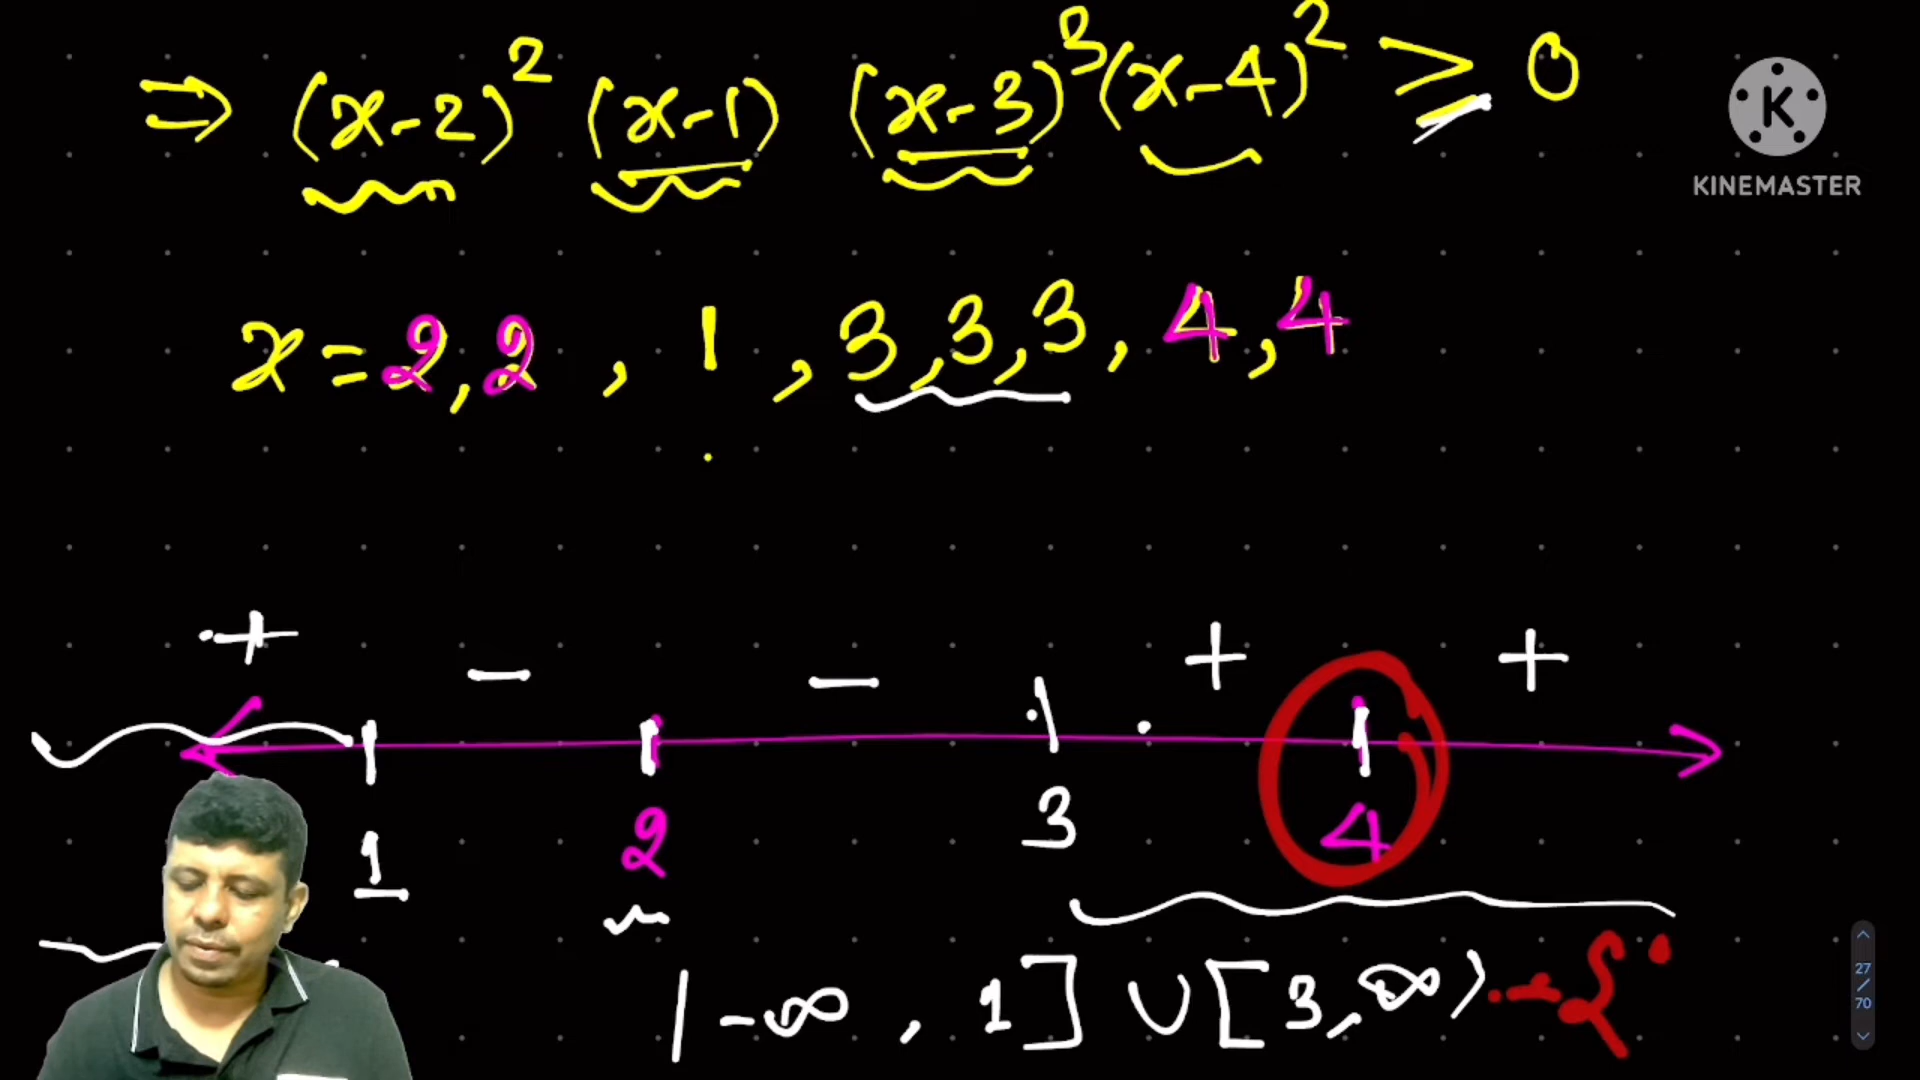 ⇒ (x-2)² (x-1) (x-3)³(x-4)² ≥ 0
K
KINEMASTER
x = 2,2 , 1 , 3,3,3, 4,4
+ - - + +
1 2 3 4
(-∞ , 1] ∪ [3,∞) - {
27
/
70